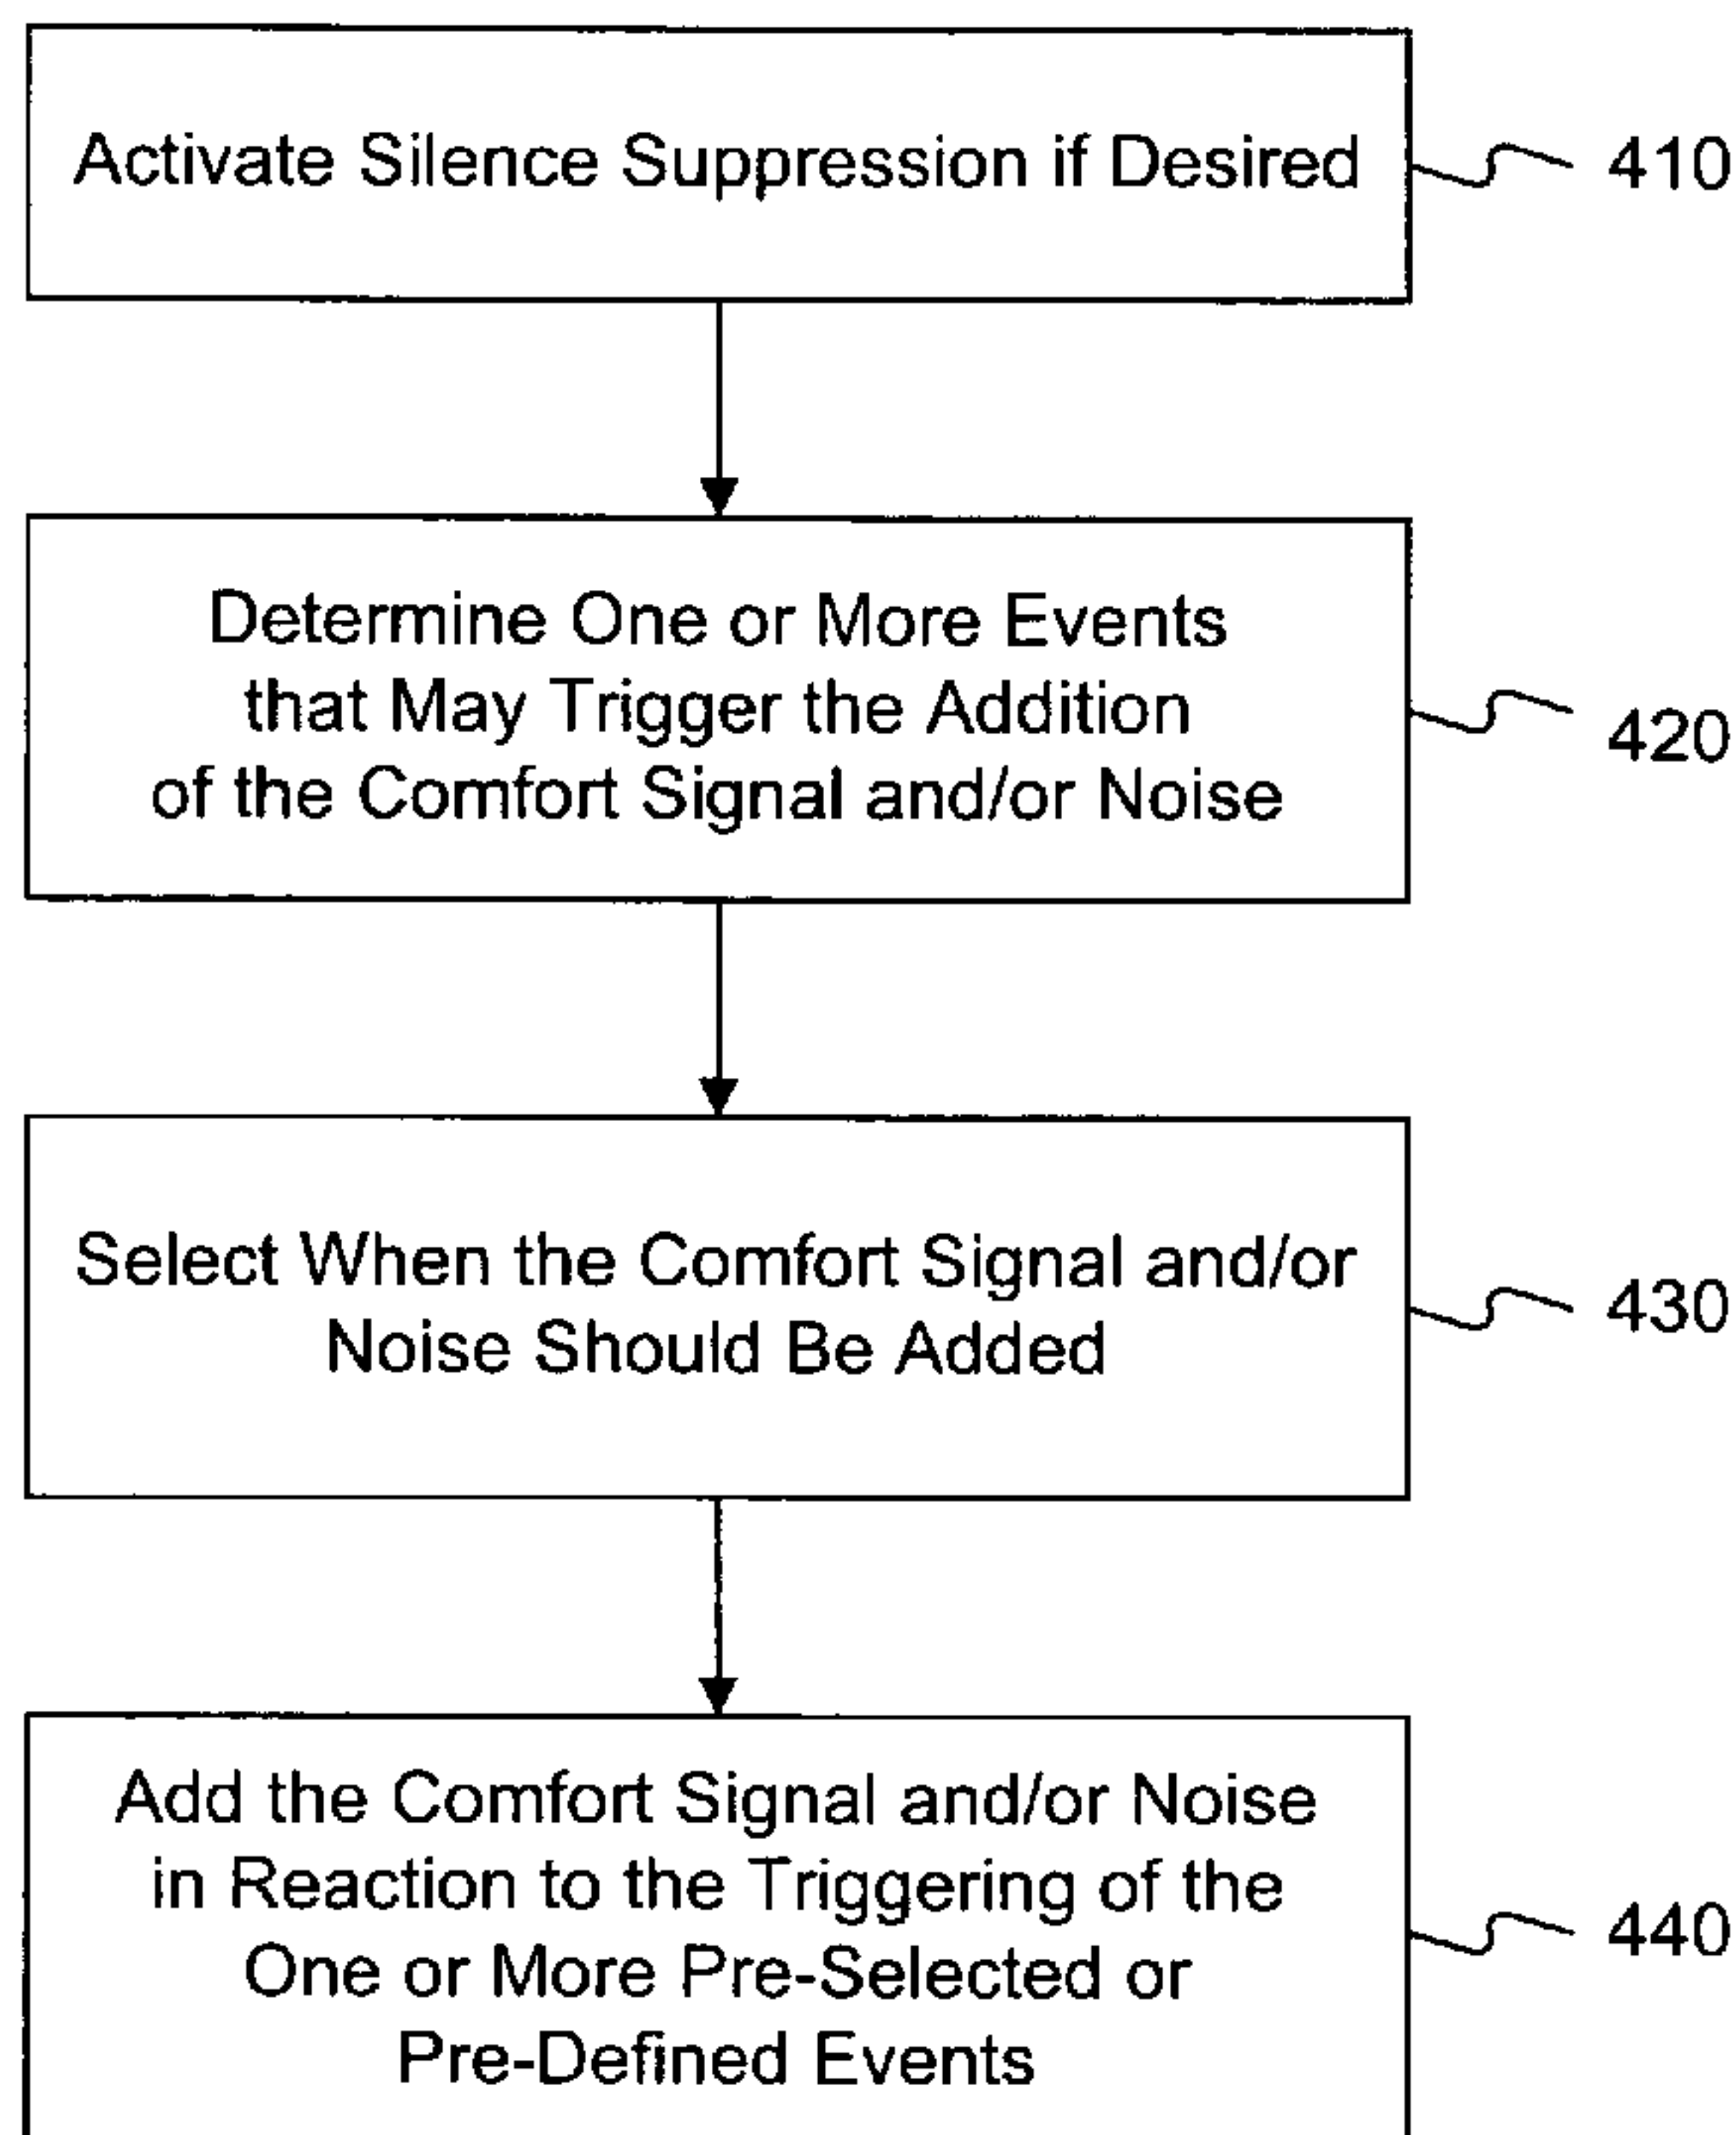 Activate Silence Suppression if Desired
410
Determine One or More Events
that May Trigger the Addition
of the Comfort Signal and/or Noise
420
Select When the Comfort Signal and/or
Noise Should Be Added
430
Add the Comfort Signal and/or Noise
in Reaction to the Triggering of the
One or More Pre-Selected or
Pre-Defined Events
440